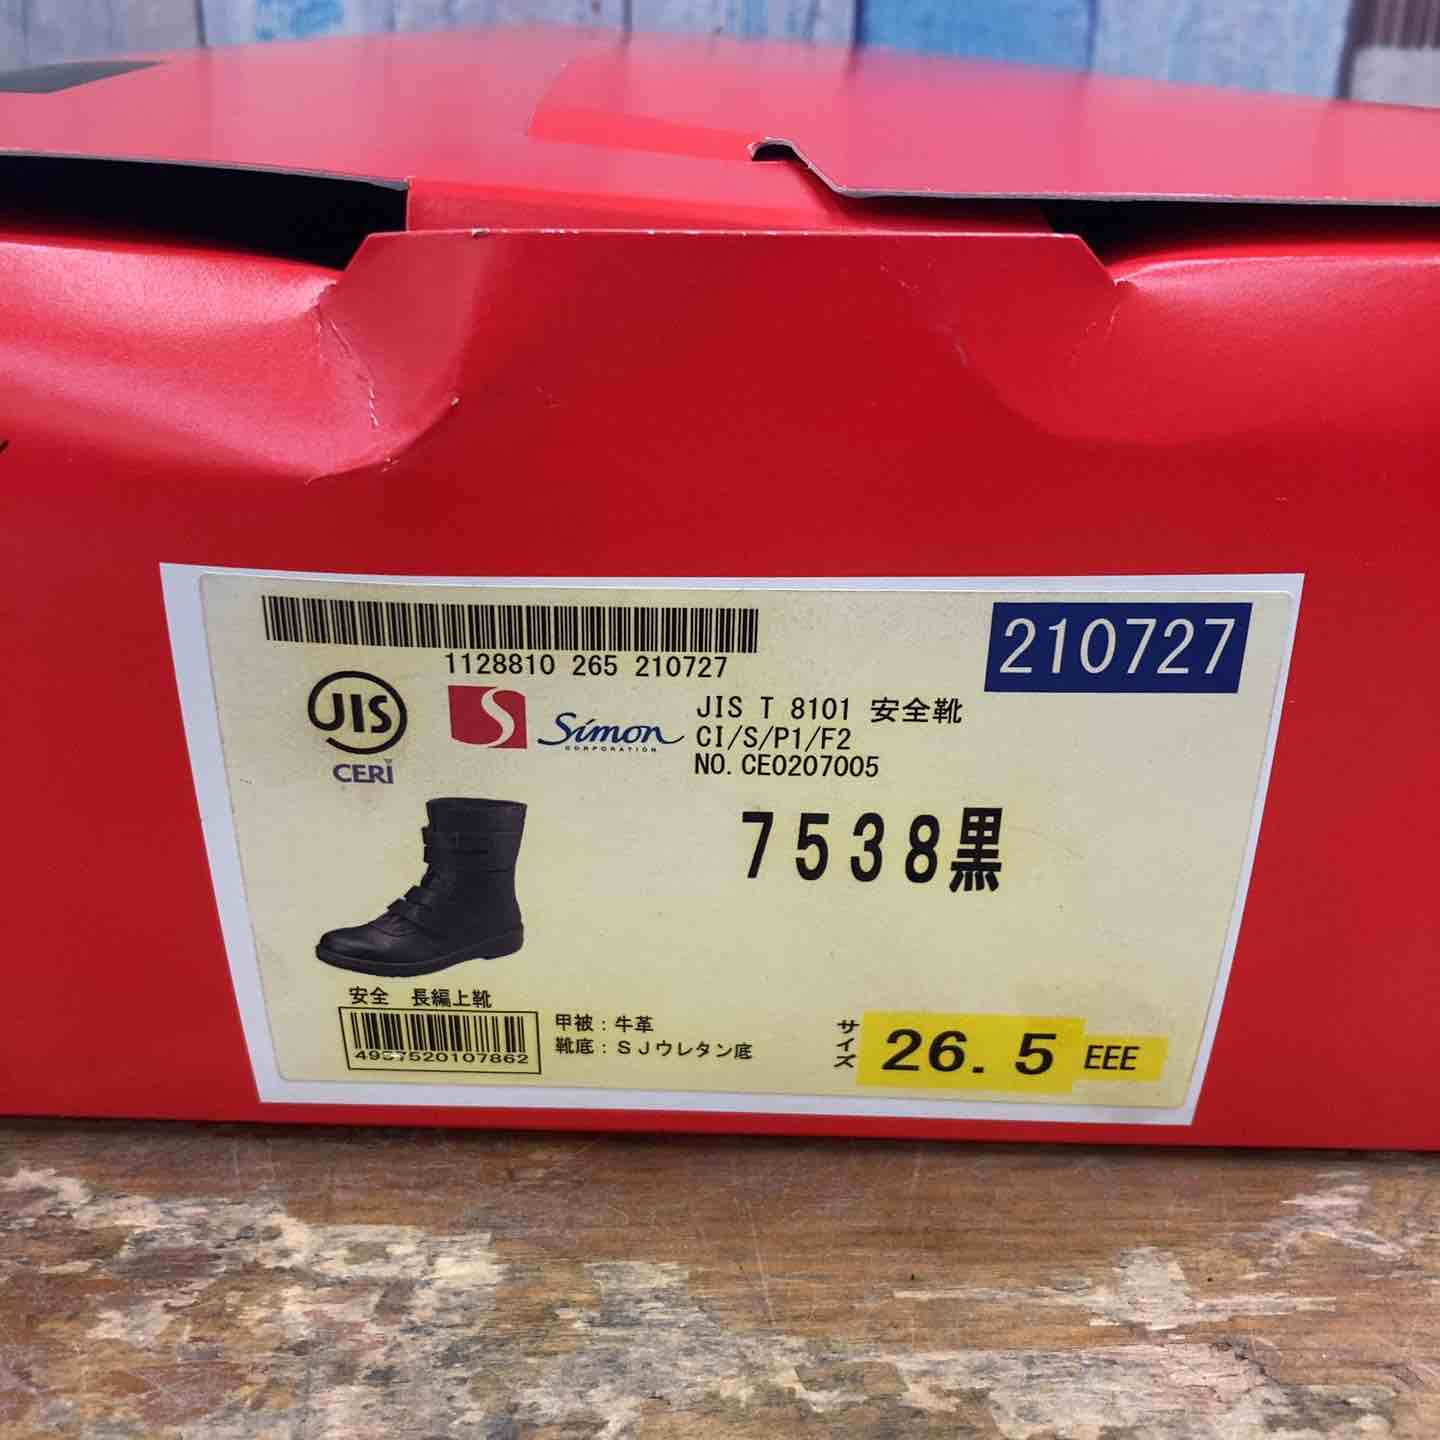 1128810 265 210727
210727
JIS
CERI
S
Simon
CORPORATION
JIS T 8101 安全靴
CI/S/P1/F2
NO. CE0207005
7538黒
安全 長編上靴
4957520107862
甲被：牛革
靴底：SJウレタン底
サイズ
26.5 EEE